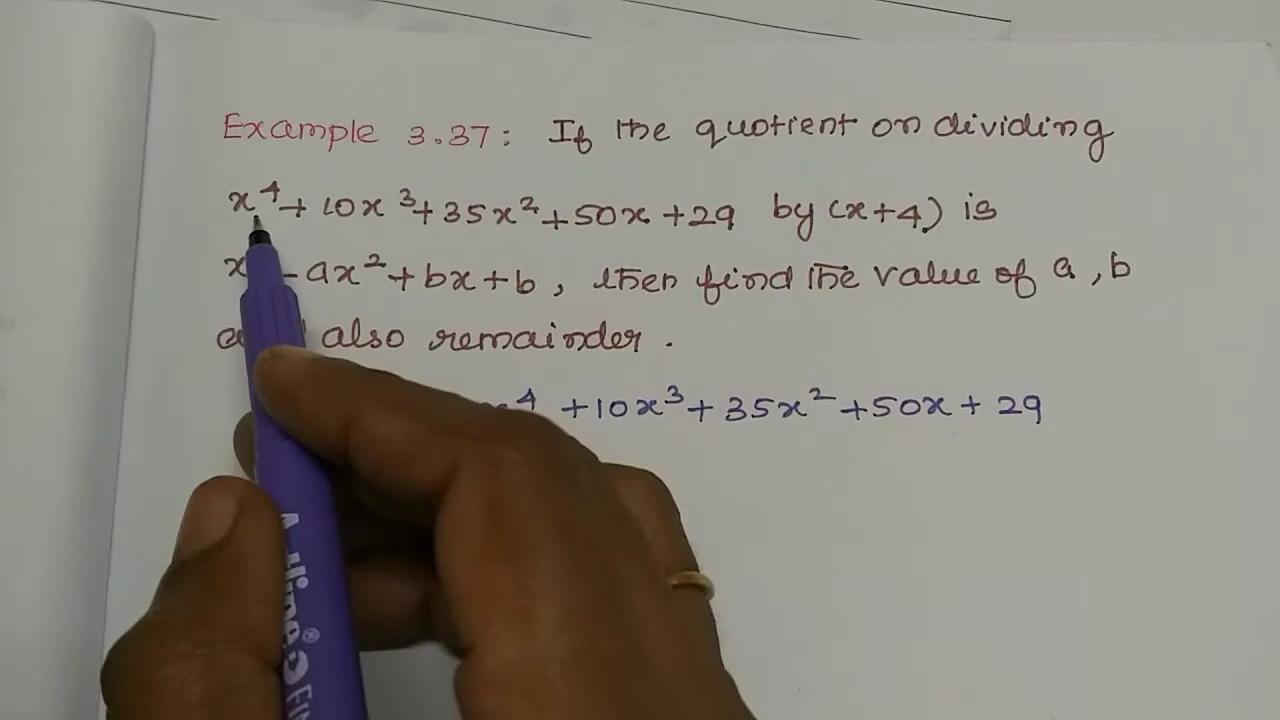 Example 3.37: If the quotient on dividing
x⁴ + 10x³ + 35x² + 50x + 29 by (x+4) is
x - ax² + bx + b, then find the value of a, b
also remainder.
x⁴ + 10x³ + 35x² + 50x + 29